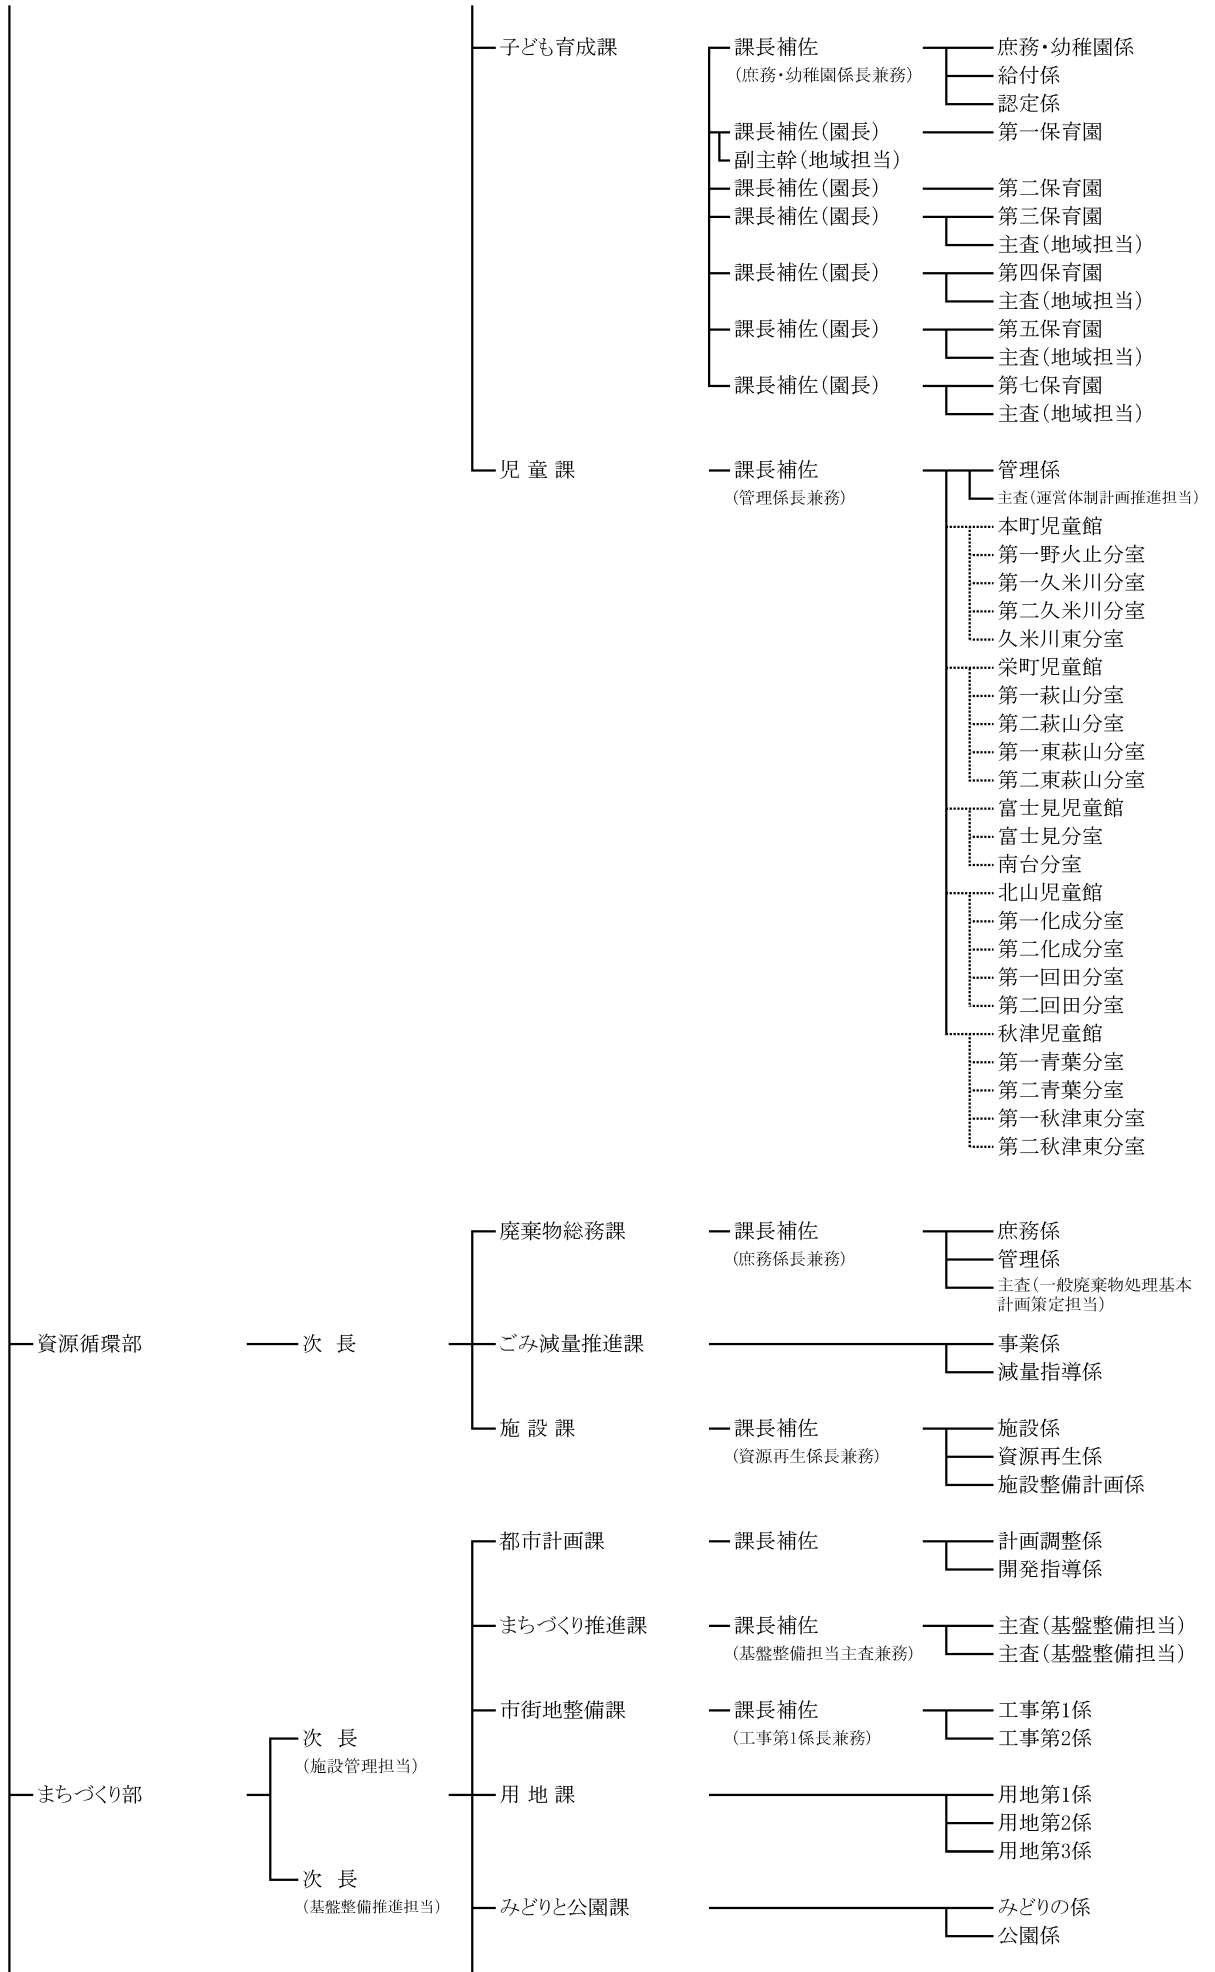 子ども育成課 課長補佐 庶務・幼稚園係
(庶務・幼稚園係長兼務) 給付係
認定係
課長補佐(園長) 第一保育園
副主幹(地域担当)
課長補佐(園長) 第二保育園
課長補佐(園長) 第三保育園
主査(地域担当)
課長補佐(園長) 第四保育園
主査(地域担当)
課長補佐(園長) 第五保育園
主査(地域担当)
課長補佐(園長) 第七保育園
主査(地域担当)
児童課 課長補佐 管理係
(管理係長兼務) 主査(運営体制計画推進担当)
本町児童館
第一野火止分室
第一久米川分室
第二久米川分室
久米川東分室
栄町児童館
第一萩山分室
第二萩山分室
第一東萩山分室
第二東萩山分室
富士見児童館
富士見分室
南台分室
北山児童館
第一化成分室
第二化成分室
第一回田分室
第二回田分室
秋津児童館
第一青葉分室
第二青葉分室
第一秋津東分室
第二秋津東分室
廃棄物総務課 課長補佐 庶務係
(庶務係長兼務) 管理係
主査(一般廃棄物処理基本
計画策定担当)
資源循環部 次長 ごみ減量推進課 事業係
減量指導係
施設課 課長補佐 施設係
(資源再生係長兼務) 資源再生係
施設整備計画係
都市計画課 課長補佐 計画調整係
開発指導係
まちづくり推進課 課長補佐 主査(基盤整備担当)
(基盤整備担当主査兼務) 主査(基盤整備担当)
市街地整備課 課長補佐 工事第1係
次長 (工事第1係長兼務) 工事第2係
(施設管理担当)
まちづくり部 用地課 用地第1係
用地第2係
用地第3係
次長
(基盤整備推進担当) みどりと公園課 みどりの係
公園係